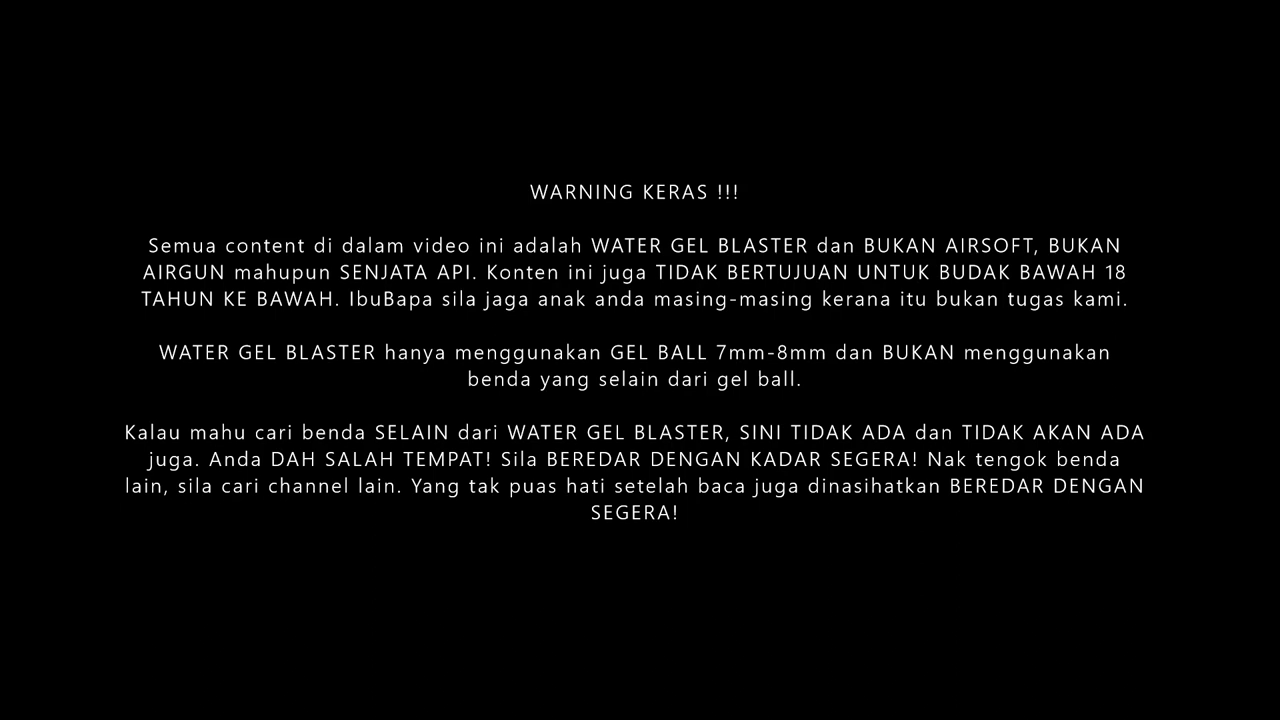 WARNING KERAS !!!
Semua content di dalam video ini adalah WATER GEL BLASTER dan BUKAN AIRSOFT, BUKAN
AIRGUN mahupun SENJATA API. Konten ini juga TIDAK BERTUJUAN UNTUK BUDAK BAWAH 18
TAHUN KE BAWAH. IbuBapa sila jaga anak anda masing-masing kerana itu bukan tugas kami.
WATER GEL BLASTER hanya menggunakan GEL BALL 7mm-8mm dan BUKAN menggunakan
benda yang selain dari gel ball.
Kalau mahu cari benda SELAIN dari WATER GEL BLASTER, SINI TIDAK ADA dan TIDAK AKAN ADA
juga. Anda DAH SALAH TEMPAT! Sila BEREDAR DENGAN KADAR SEGERA! Nak tengok benda
lain, sila cari channel lain. Yang tak puas hati setelah baca juga dinasihatkan BEREDAR DENGAN
SEGERA!